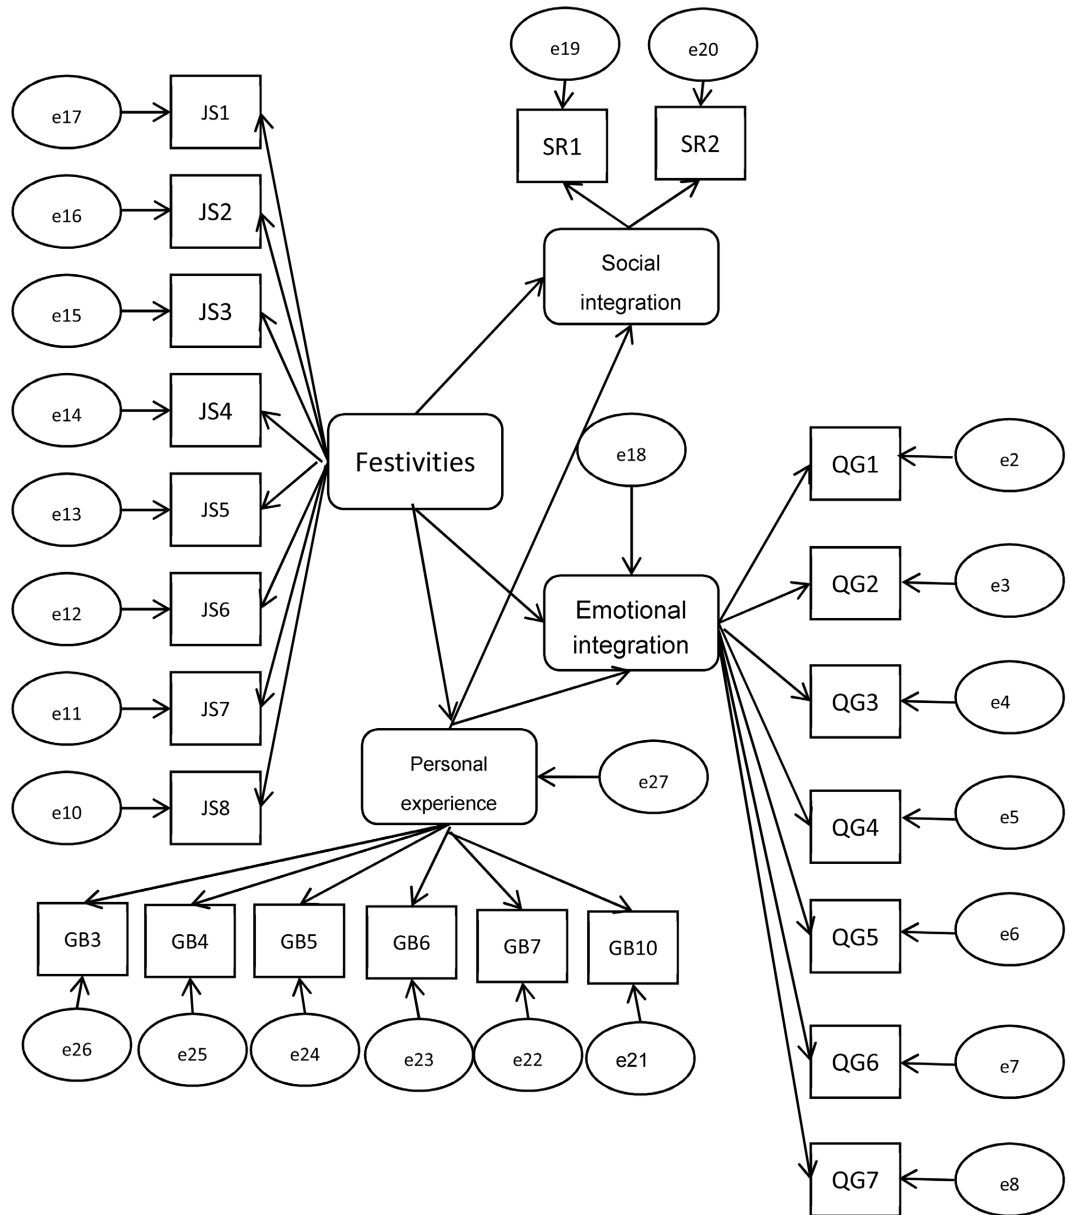 e19
e20
e17
JS1
SR1
SR2
e16
JS2
Social
integration
e15
JS3
e14
JS4
Festivities
e18
QG1
e2
e13
JS5
QG2
e3
e12
JS6
Emotional
integration
QG3
e4
e11
JS7
Personal
experience
e27
e10
JS8
QG4
e5
GB3
GB4
GB5
GB6
GB7
GB10
QG5
e6
e26
e25
e24
e23
e22
e21
QG6
e7
QG7
e8